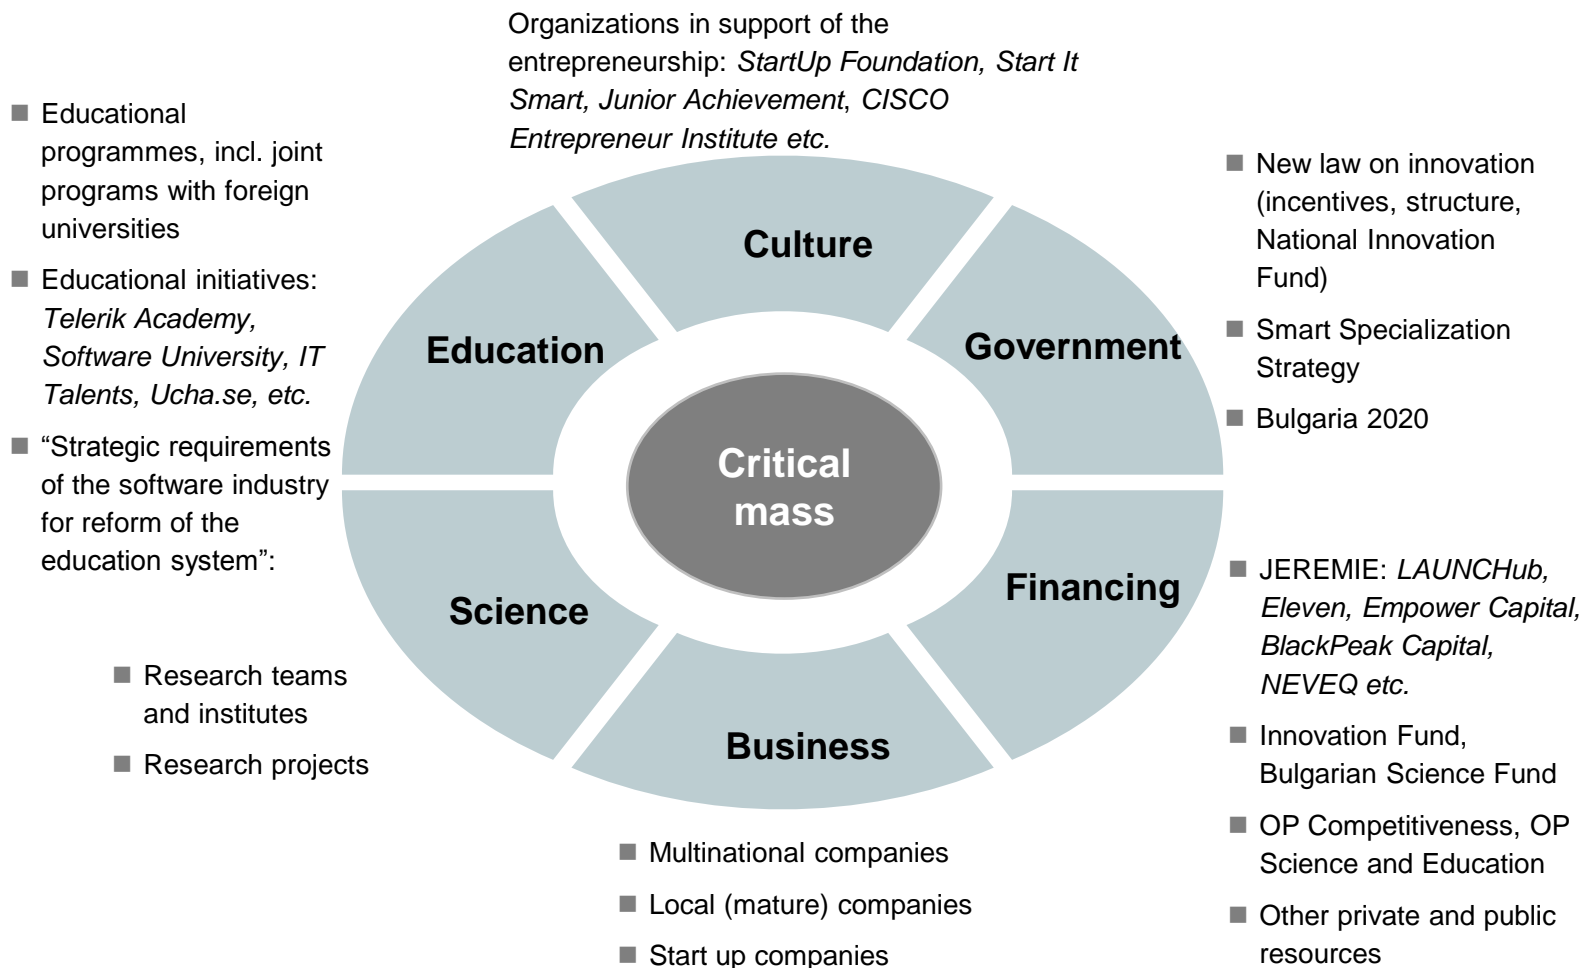 Organizations in support of the
entrepreneurship: StartUp Foundation, Start It
Smart, Junior Achievement, CISCO
Entrepreneur Institute etc.
Educational
programmes, incl. joint
programs with foreign
universities
Educational initiatives:
Telerik Academy,
Software University, IT
Talents, Ucha.se, etc.
“Strategic requirements
of the software industry
for reform of the
education system”:
Research teams
and institutes
Research projects
Culture
Education
Government
Critical
mass
Science
Financing
Business
New law on innovation
(incentives, structure,
National Innovation
Fund)
Smart Specialization
Strategy
Bulgaria 2020
JEREMIE: LAUNCHub,
Eleven, Empower Capital,
BlackPeak Capital,
NEVEQ etc.
Innovation Fund,
Bulgarian Science Fund
OP Competitiveness, OP
Science and Education
Other private and public
resources
Multinational companies
Local (mature) companies
Start up companies